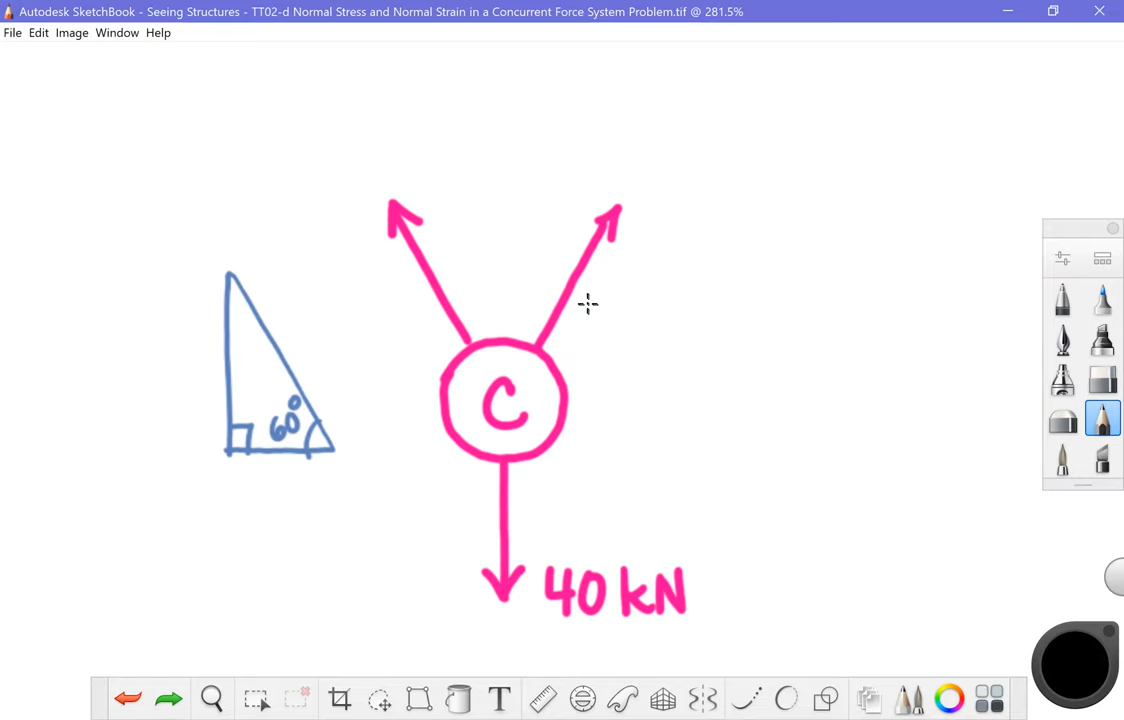 Autodesk SketchBook - Seeing Structures - TT02-d Normal Stress and Normal Strain in a Concurrent Force System Problem.tif @ 281.5%
File Edit Image Window Help
60°
C
40 kN
T